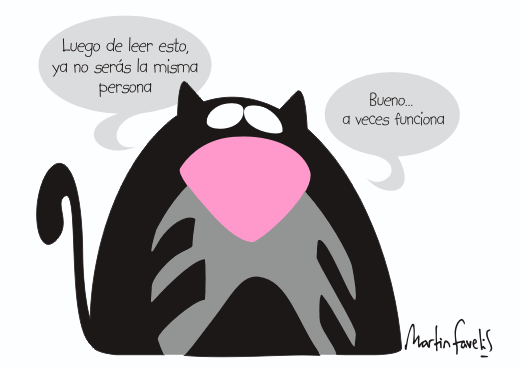 Luego de leer esto,
ya no serás la misma
persona
Bueno...
a veces funciona
Martin Favelis